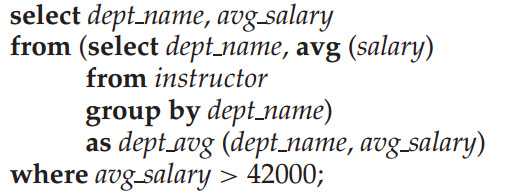 select dept_name, avg_salary
from (select dept_name, avg (salary)
from instructor
group by dept_name)
as dept_avg (dept_name, avg_salary)
where avg_salary > 42000;